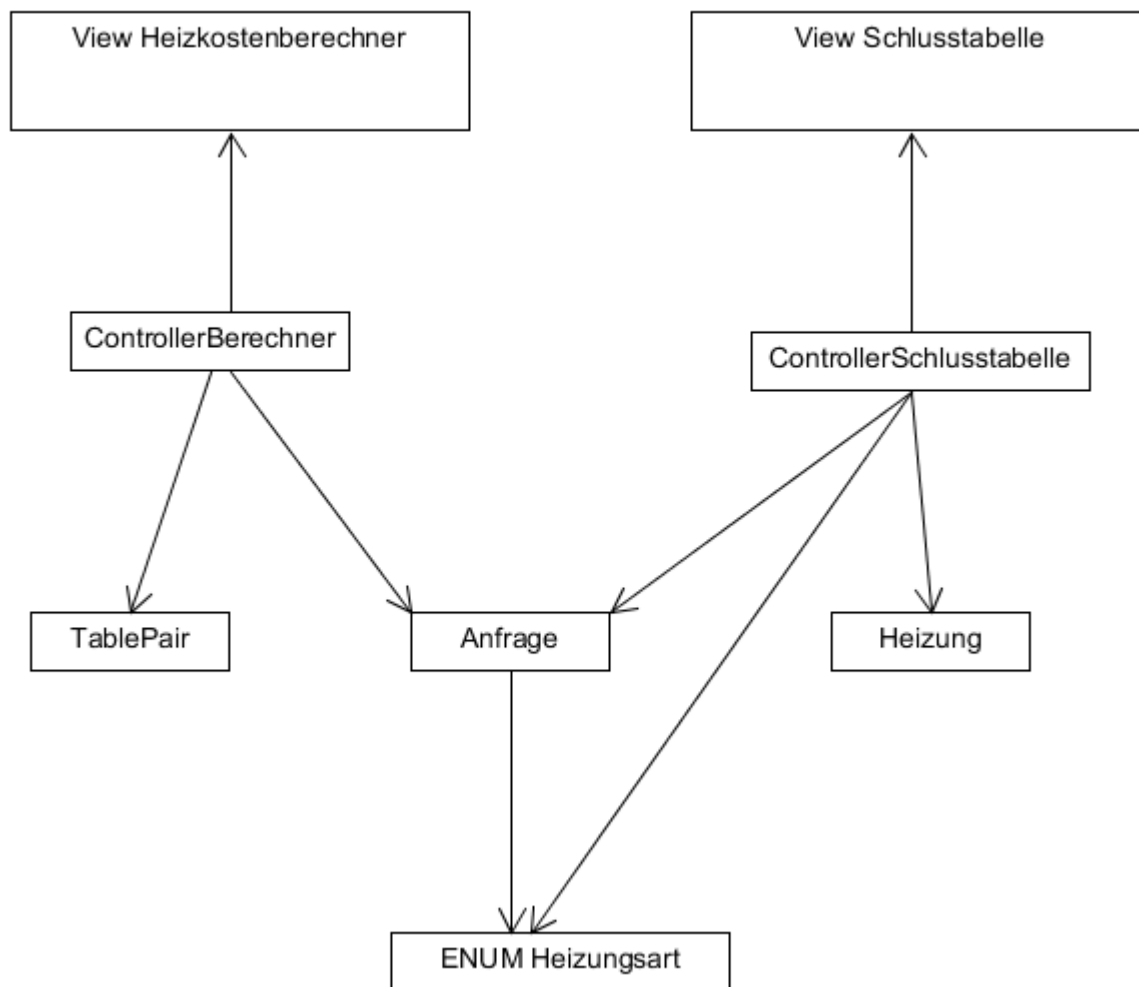 View Heizkostenberechner
View Schlusstabelle
ControllerBerechner
ControllerSchlusstabelle
TablePair
Anfrage
Heizung
ENUM Heizungsart